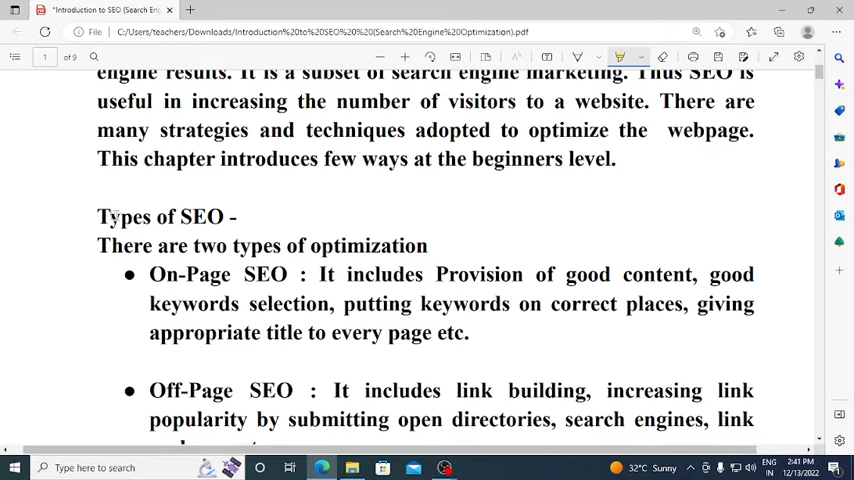 *Introduction to SEO (Search Eng
File
C:/Users/teachers/Downloads/Introduction%20to%20SEO%20%20(Search%20Engine%20Optimization).pdf
1 of 9
engine results. It is a subset of search engine marketing. Thus SEO is
useful in increasing the number of visitors to a website. There are
many strategies and techniques adopted to optimize the webpage.
This chapter introduces few ways at the beginners level.
Types of SEO -
There are two types of optimization
● On-Page SEO : It includes Provision of good content, good
keywords selection, putting keywords on correct places, giving
appropriate title to every page etc.
● Off-Page SEO : It includes link building, increasing link
popularity by submitting open directories, search engines, link
Type here to search
32°C Sunny
ENG
IN
2:41 PM
12/13/2022